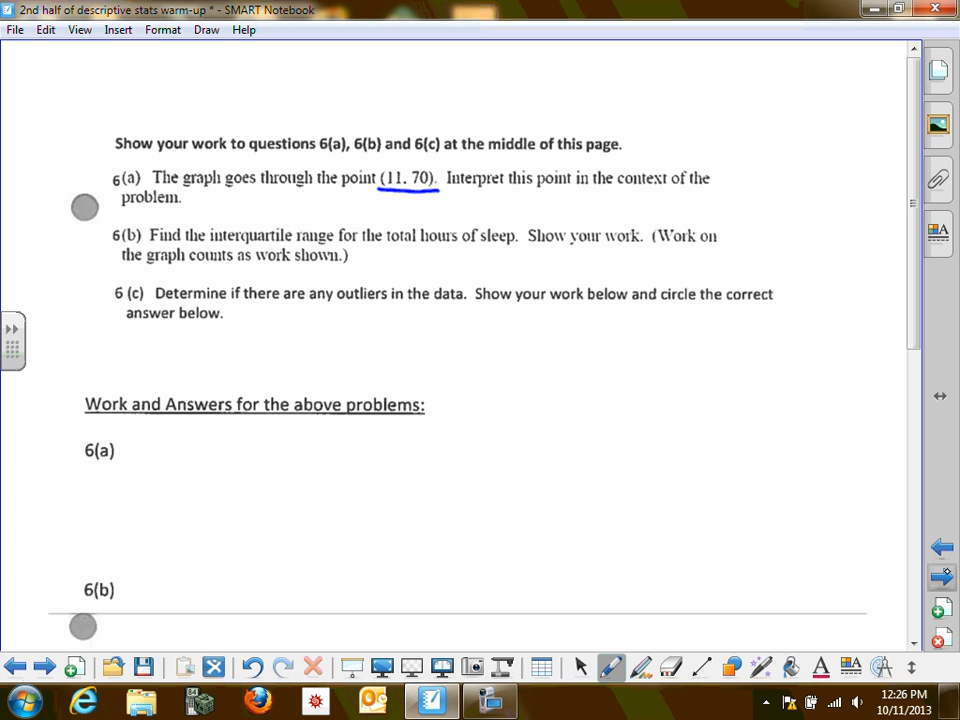 2nd half of descriptive stats warm-up * - SMART Notebook
File Edit View Insert Format Draw Help
Show your work to questions 6(a), 6(b) and 6(c) at the middle of this page.
6(a) The graph goes through the point (11, 70). Interpret this point in the context of the
problem.
6(b) Find the interquartile range for the total hours of sleep. Show your work. (Work on
the graph counts as work shown.)
6 (c) Determine if there are any outliers in the data. Show your work below and circle the correct
answer below.
Work and Answers for the above problems:
6(a)
6(b)
12:26 PM
10/11/2013